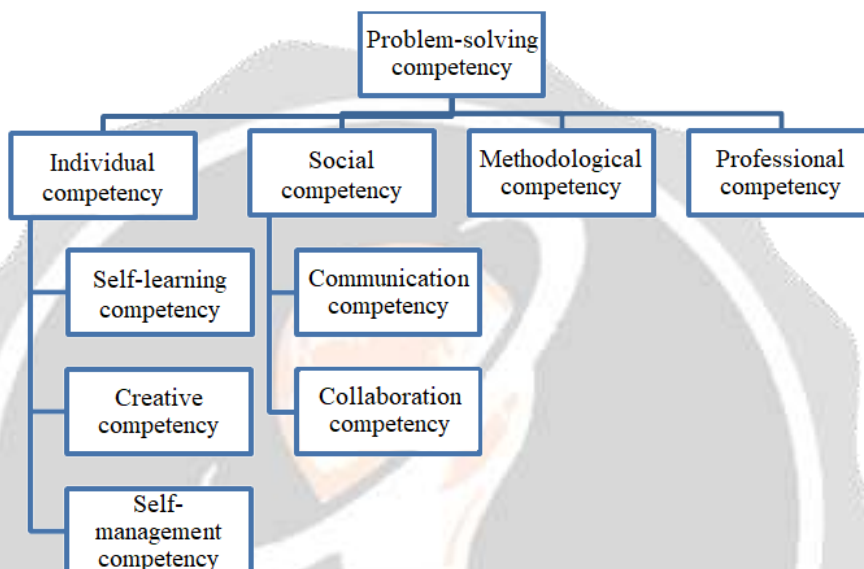 Problem-solving
competency
Individual
competency
Social
competency
Methodological
competency
Professional
competency
Self-learning
competency
Communication
competency
Creative
competency
Collaboration
competency
Self-
management
competency